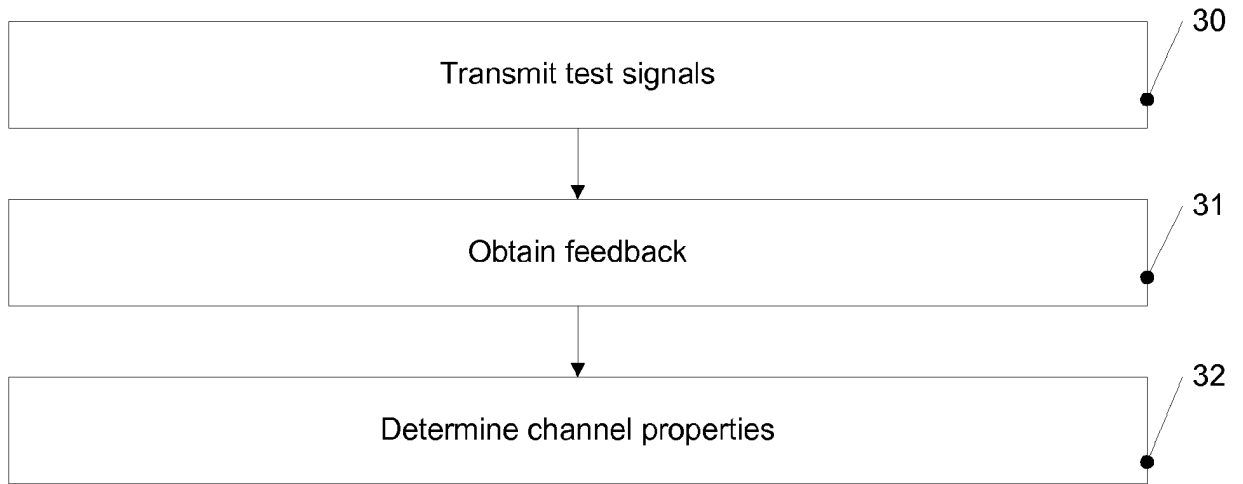 30
Transmit test signals
31
Obtain feedback
32
Determine channel properties